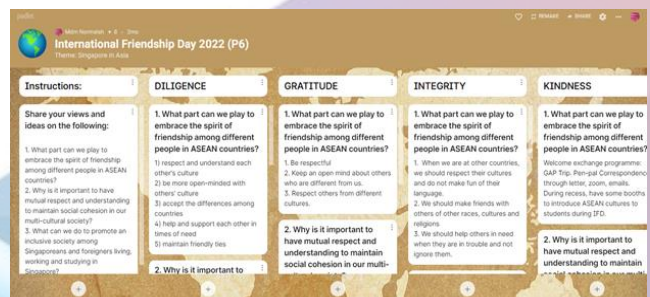 padlet
Mdm Rosmalah + 8 • 2mo
International Friendship Day 2022 (P6)
Theme: Singapore in Asia
REMAKE
SHARE
Instructions:
Share your views and
ideas on the following:
1. What part can we play to
embrace the spirit of
friendship among different
people in ASEAN countries?
2. Why is it important to have
mutual respect and understanding
to maintain social cohesion in our
multi-cultural society?
3. What can we do to promote an
inclusive society among
Singaporeans and foreigners living,
working and studying in
Singapore?
DILIGENCE
1. What part can we play to
embrace the spirit of
friendship among different
people in ASEAN countries?
1) respect and understand each
other's culture
2) be more open-minded with
others' culture
3) accept the differences among
countries
4) help and support each other in
times of need
5) maintain friendly ties
2. Why is it important to
GRATITUDE
1. What part can we play to
embrace the spirit of
friendship among different
people in ASEAN countries?
1. Be respectful
2. Keep an open mind about others
who are different from us.
3. Respect others from different
cultures.
2. Why is it important to
have mutual respect and
understanding to maintain
social cohesion in our multi-
INTEGRITY
1. What part can we play to
embrace the spirit of
friendship among different
people in ASEAN countries?
1. When we are at other countries,
we should respect their cultures
and do not make fun of their
language.
2. We should make friends with
others of other races, cultures and
religions
3. We should help others in need
when they are in trouble and not
ignore them.
KINDNESS
1. What part can we play to
embrace the spirit of
friendship among different
people in ASEAN countries?
Welcome exchange programme:
GAP Trip. Pen-pal Correspondenc
through letter, zoom, emails.
During recess, have some booths
to introduce ASEAN cultures to
students during IFD.
2. Why is it important to
have mutual respect and
understanding to maintain
social cohesion in our multi-